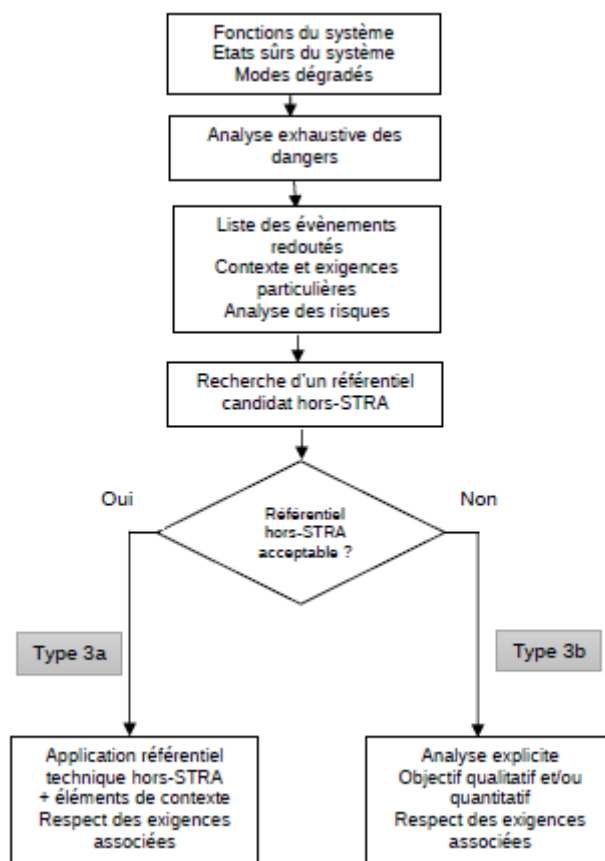 Fonctions du système
Etats sûrs du système
Modes dégradés
Analyse exhaustive des
dangers
Liste des évènements
redoutés
Contexte et exigences
particulières
Analyse des risques
Recherche d'un référentiel
candidat hors-STRA
Oui
Non
Référentiel
hors-STRA
acceptable ?
Type 3a
Type 3b
Application référentiel
technique hors-STRA
+ éléments de contexte
Respect des exigences
associées
Analyse explicite
Objectif qualitatif et/ou
quantitatif
Respect des exigences
associées